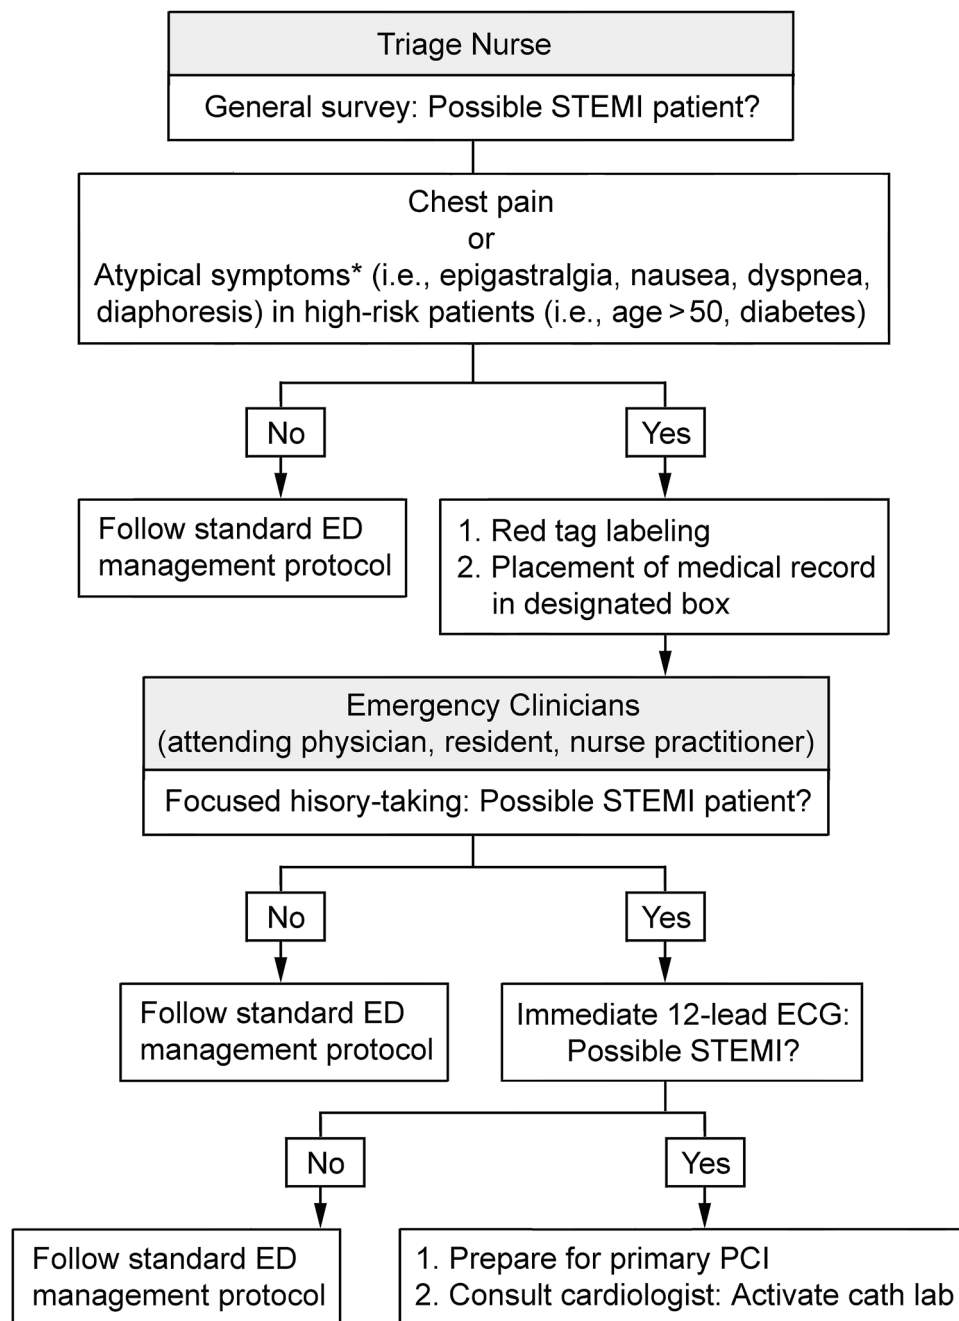 Triage Nurse
General survey: Possible STEMI patient?
Chest pain
or
Atypical symptoms* (i.e., epigastralgia, nausea, dyspnea,
diaphoresis) in high-risk patients (i.e., age > 50, diabetes)
No
Yes
Follow standard ED
management protocol
1. Red tag labeling
2. Placement of medical record
in designated box
Emergency Clinicians
(attending physician, resident, nurse practitioner)
Focused hisory-taking: Possible STEMI patient?
No
Yes
Follow standard ED
management protocol
Immediate 12-lead ECG:
Possible STEMI?
No
Yes
Follow standard ED
management protocol
1. Prepare for primary PCI
2. Consult cardiologist: Activate cath lab